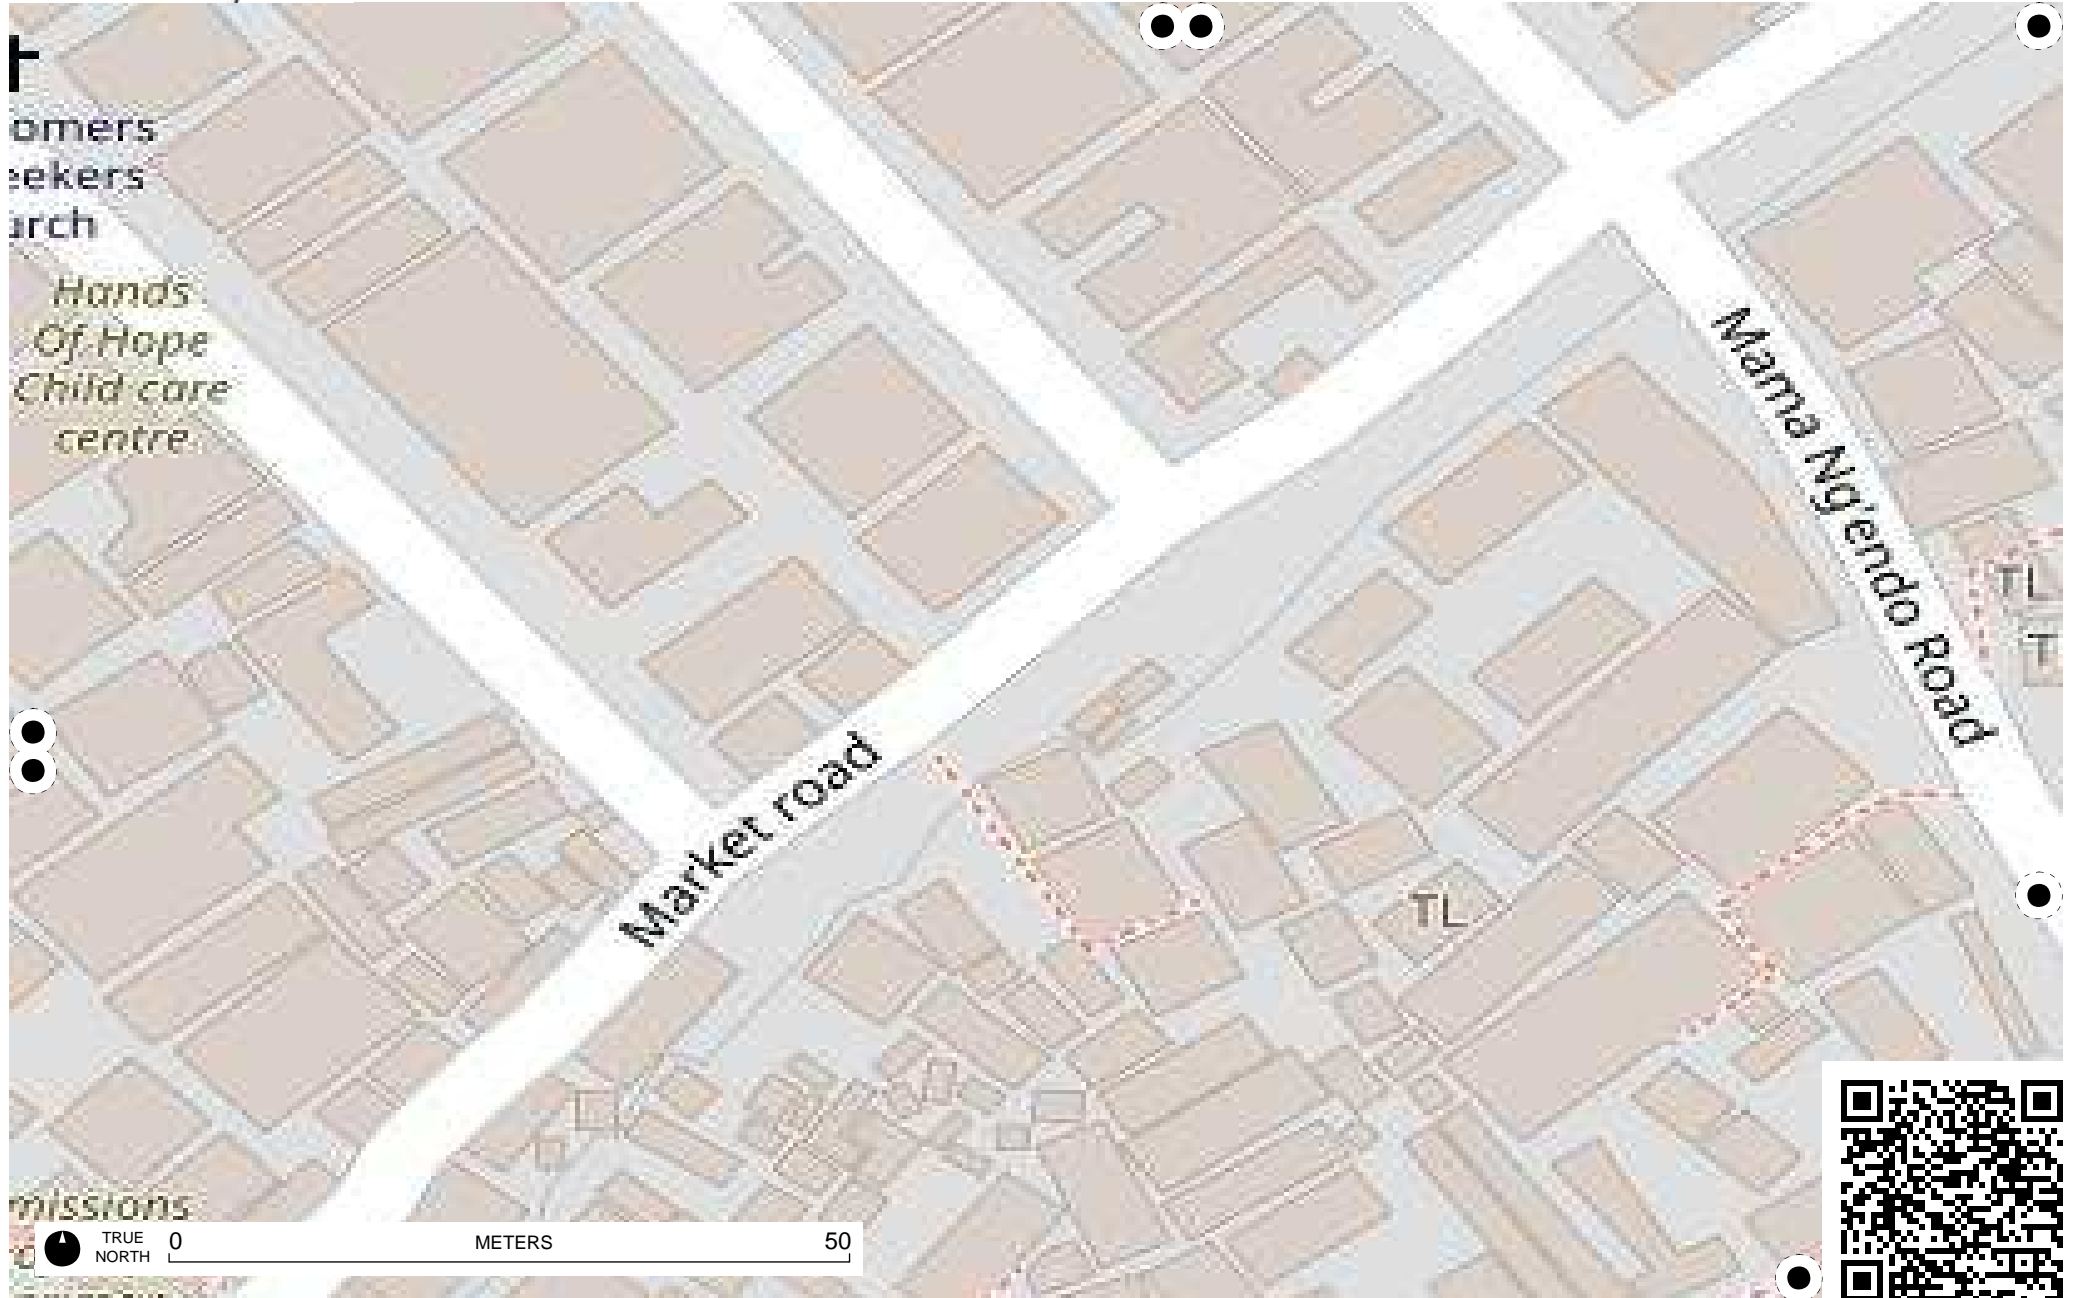 omers
eekers
urch
Hands
Of Hope
Child care
centre
Mama Ng'endo Road
TL
T
Market road
TL
missions
TRUE
NORTH
0 METERS 50